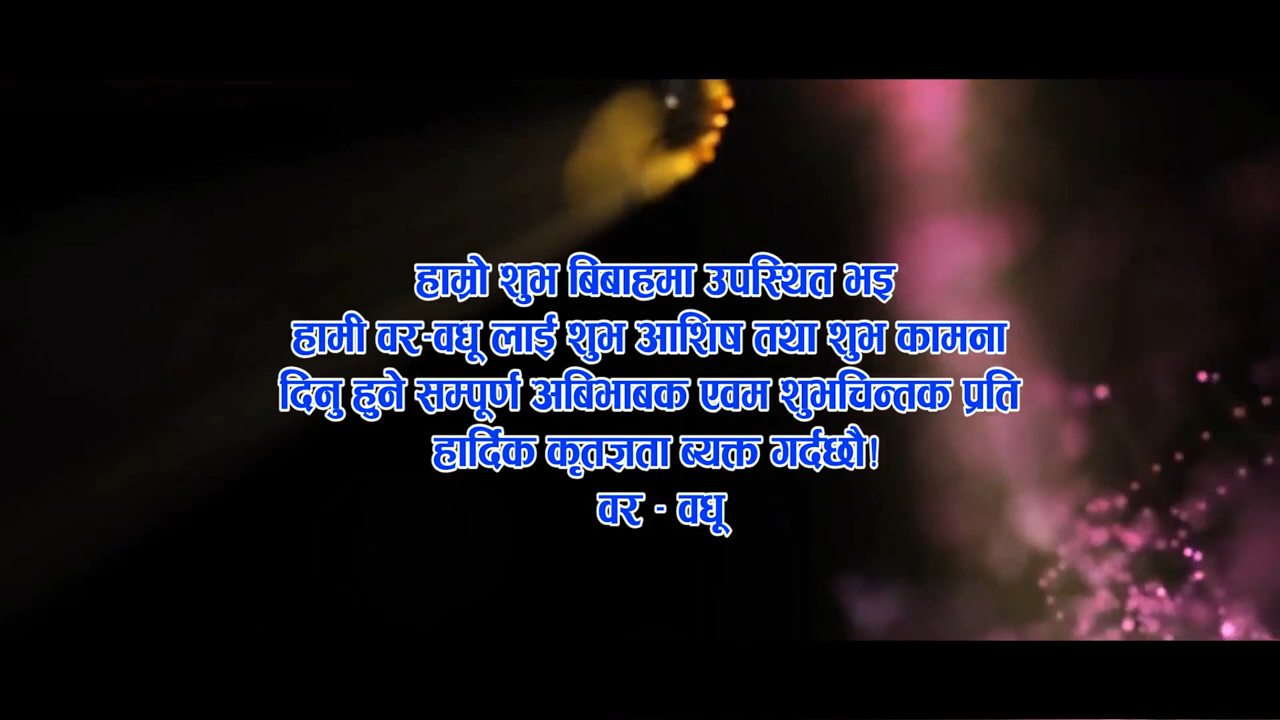 हाम्रो शुभ बिबाहमा उपस्थित भइ
हामी वर-वधू लाई शुभ आशिष तथा शुभ कामना
दिनु हुने सम्पूर्ण अबिभाबक एवम शुभचिन्तक प्रति
हार्दिक कृतज्ञता ब्यक्त गर्दछौ!
वर - वधू